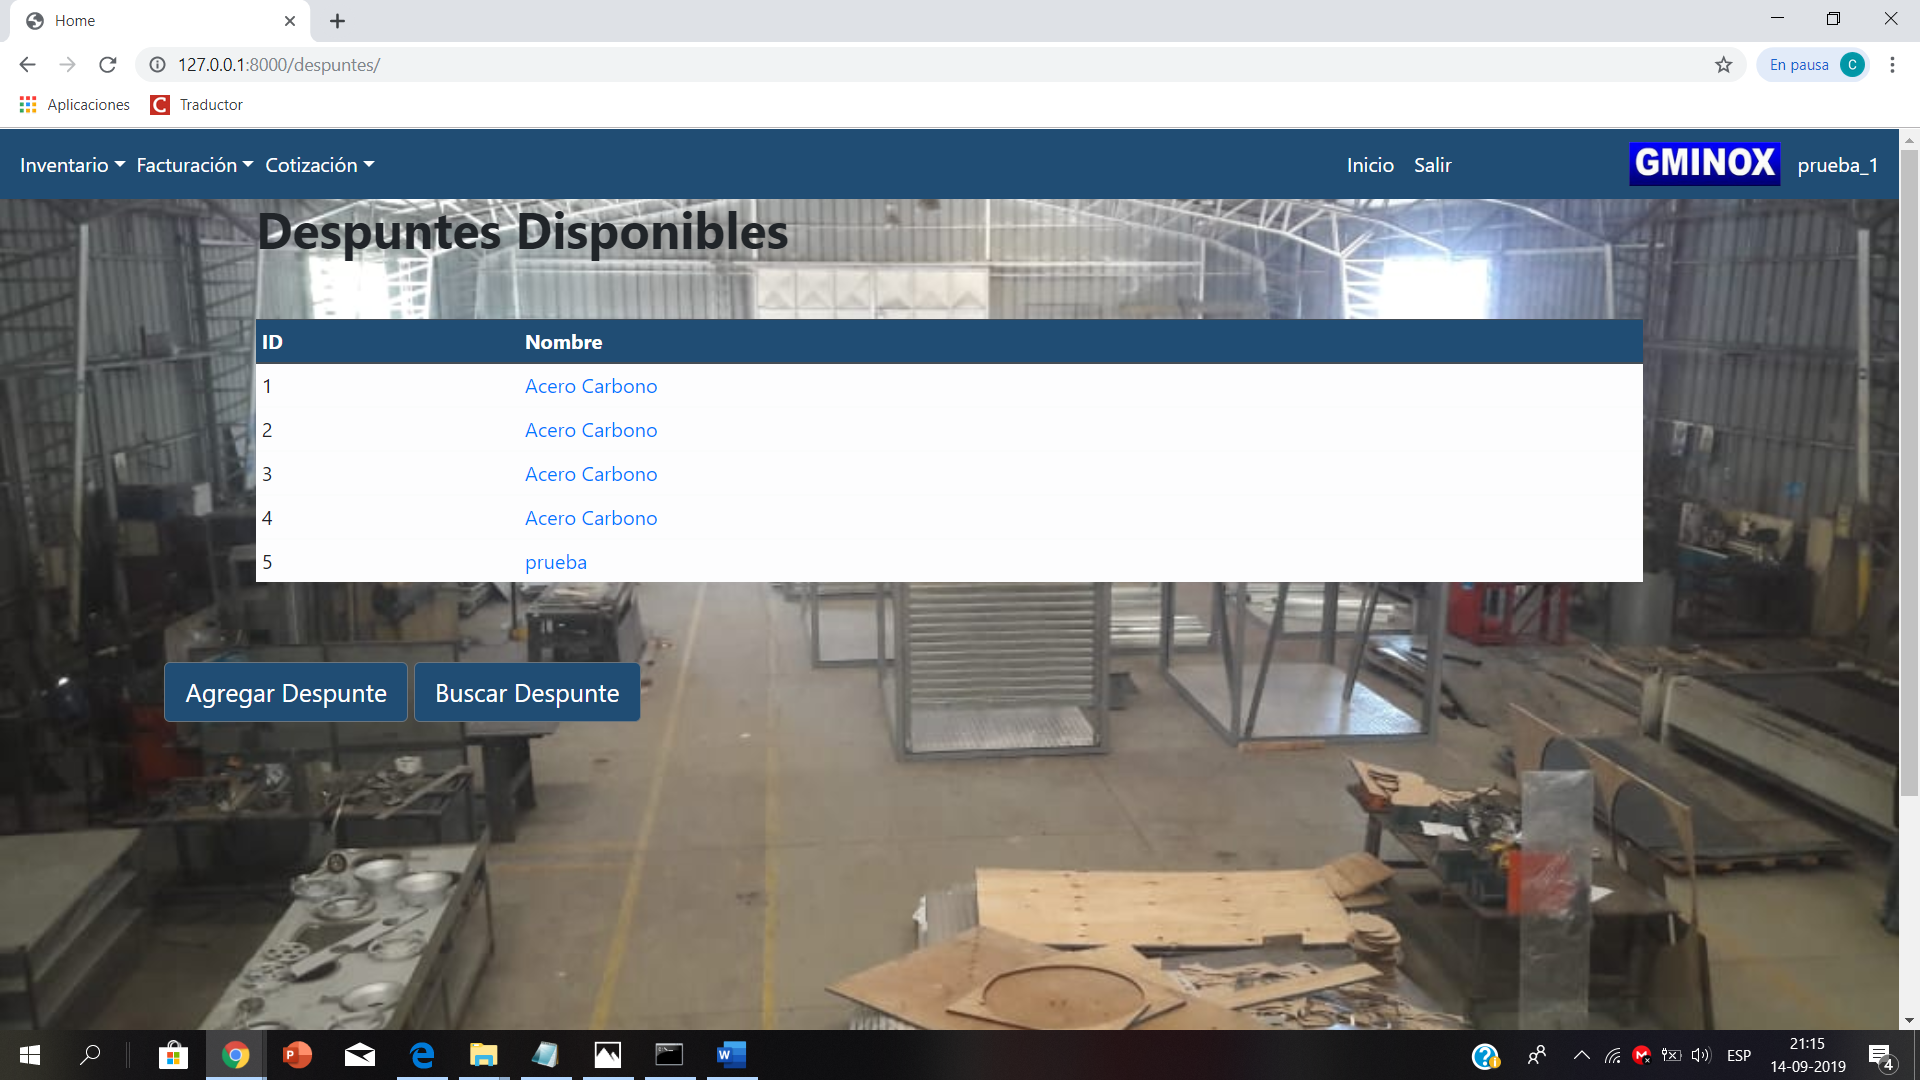 Home
127.0.0.1:8000/despuntes/
En pausa C
Aplicaciones Traductor
Inventario Facturación Cotización Inicio Salir GMINOX prueba_1
Despuntes Disponibles
ID Nombre
1 Acero Carbono
2 Acero Carbono
3 Acero Carbono
4 Acero Carbono
5 prueba
Agregar Despunte Buscar Despunte
ESP
21:15
14-09-2019
4